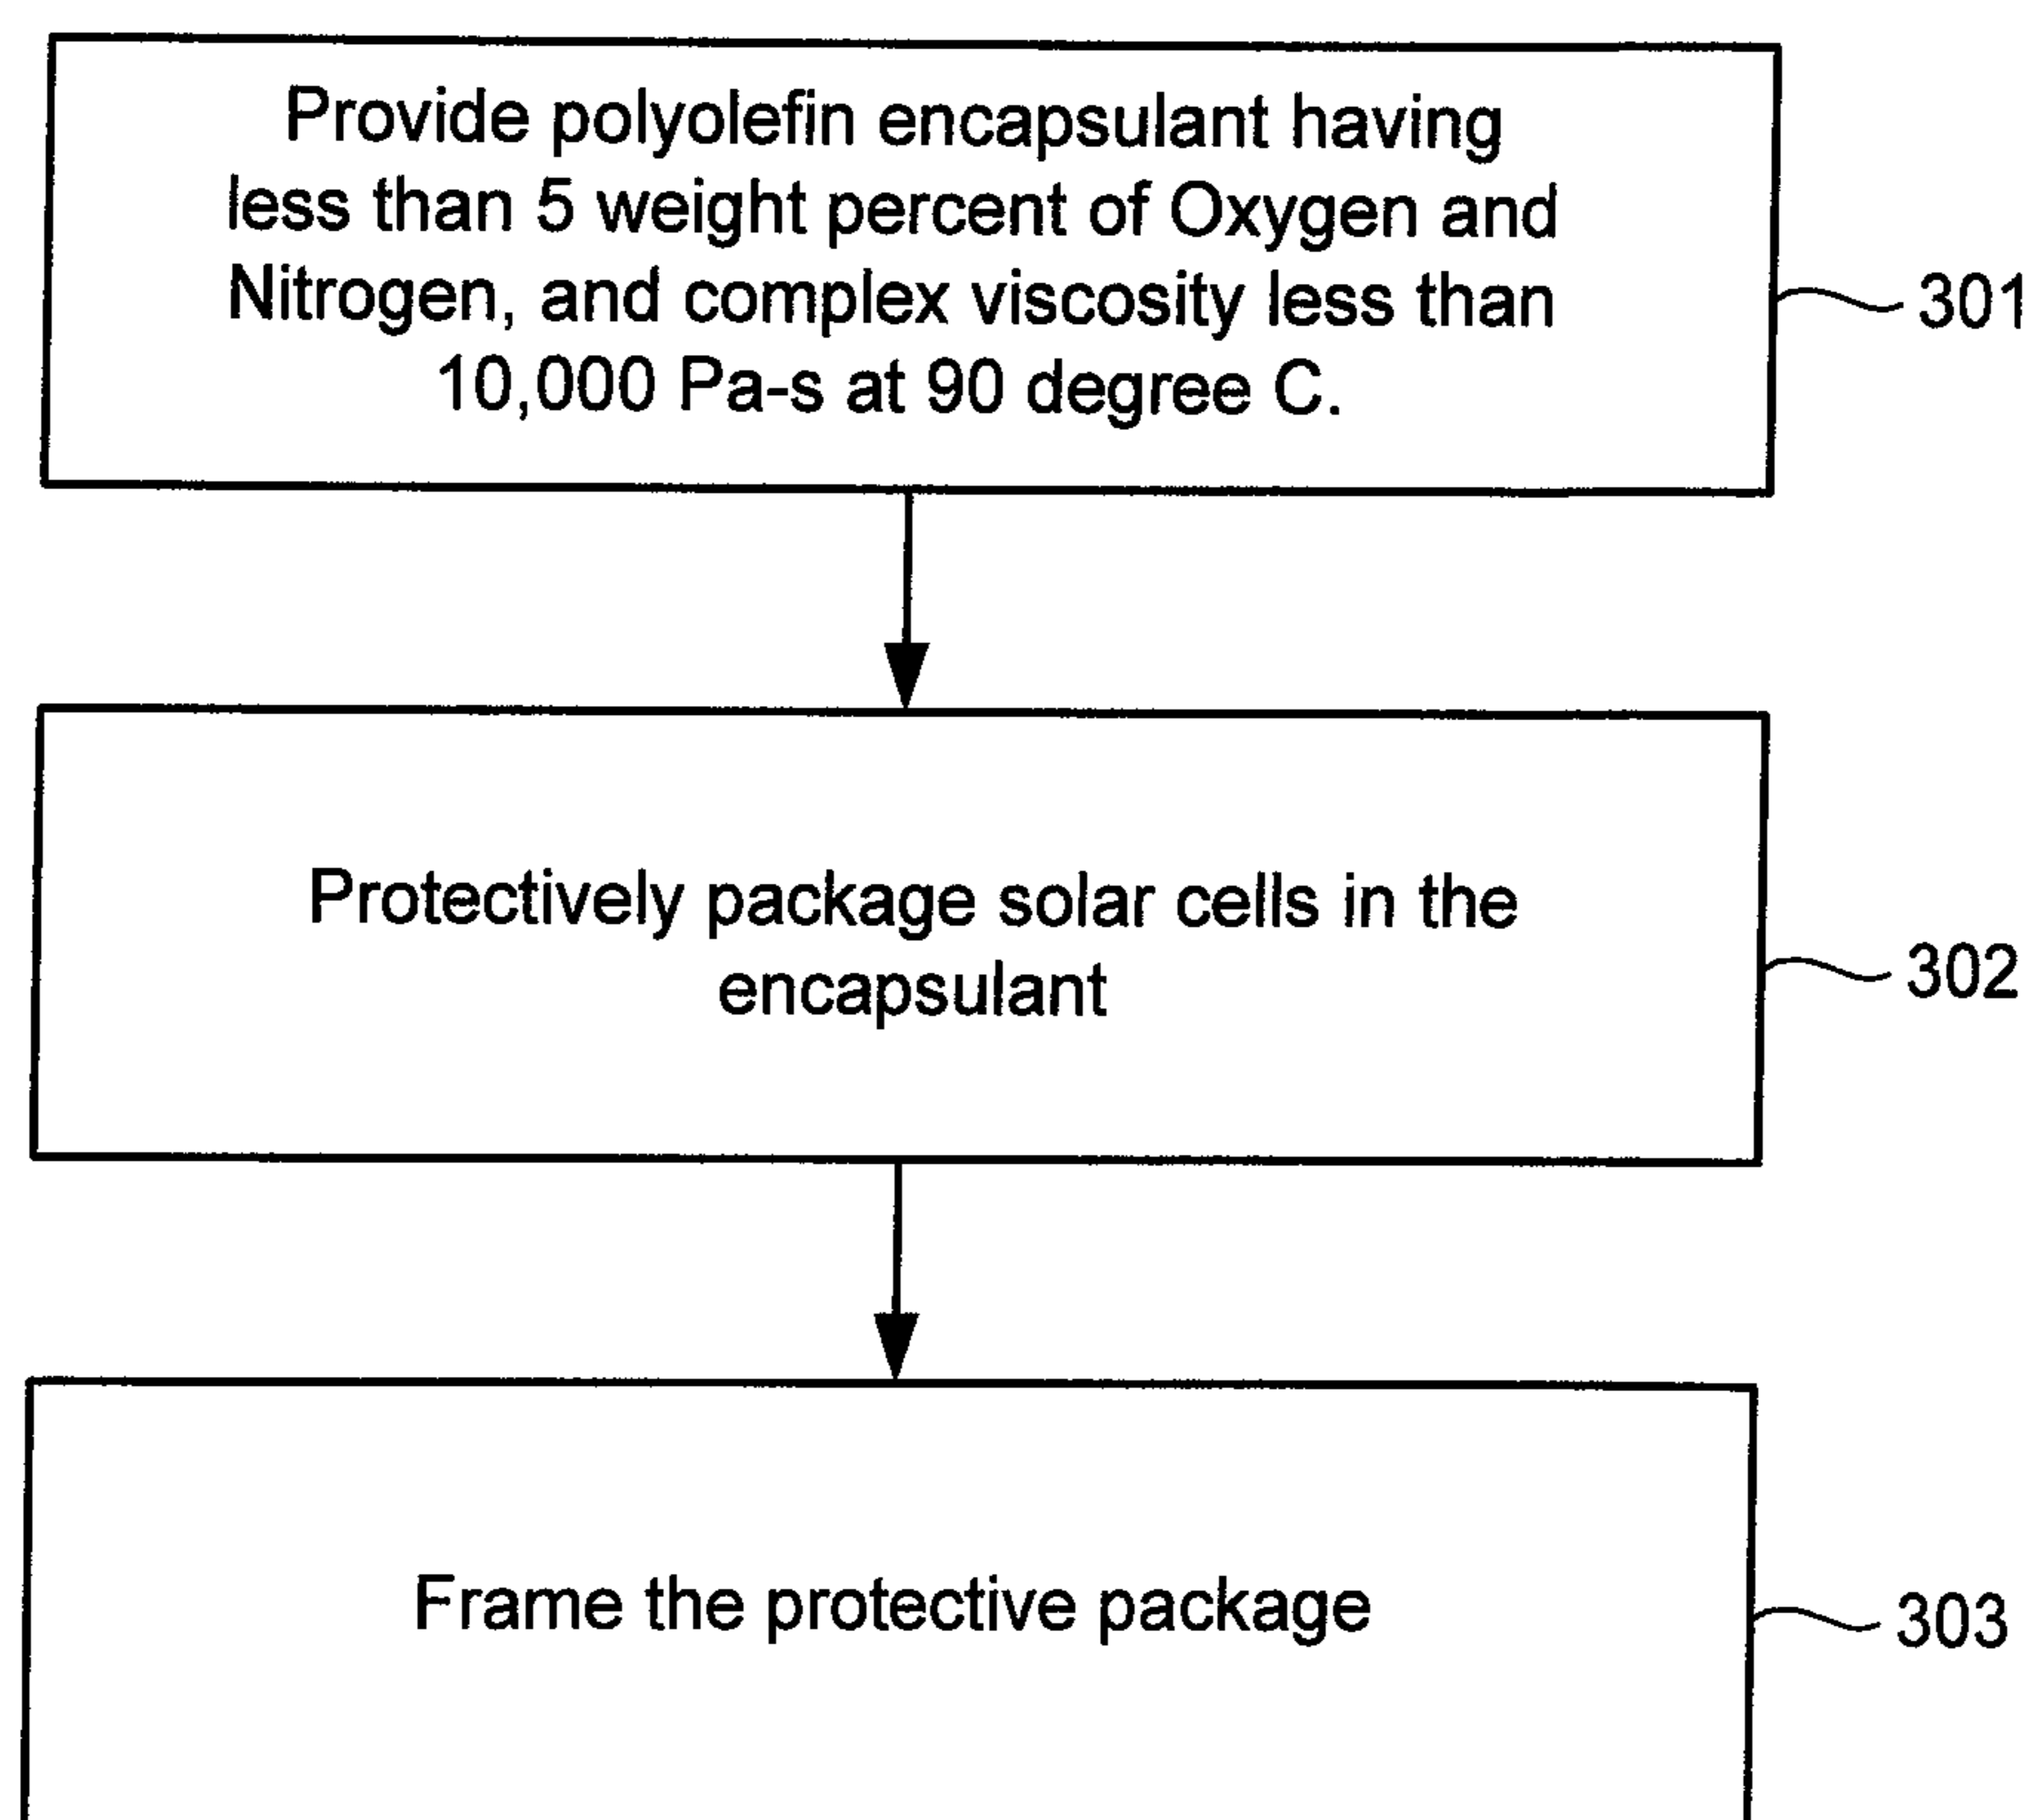 Provide polyolefin encapsulant having
less than 5 weight percent of Oxygen and
Nitrogen, and complex viscosity less than
10,000 Pa-s at 90 degree C.
301
Protectively package solar cells in the
encapsulant
302
Frame the protective package
303